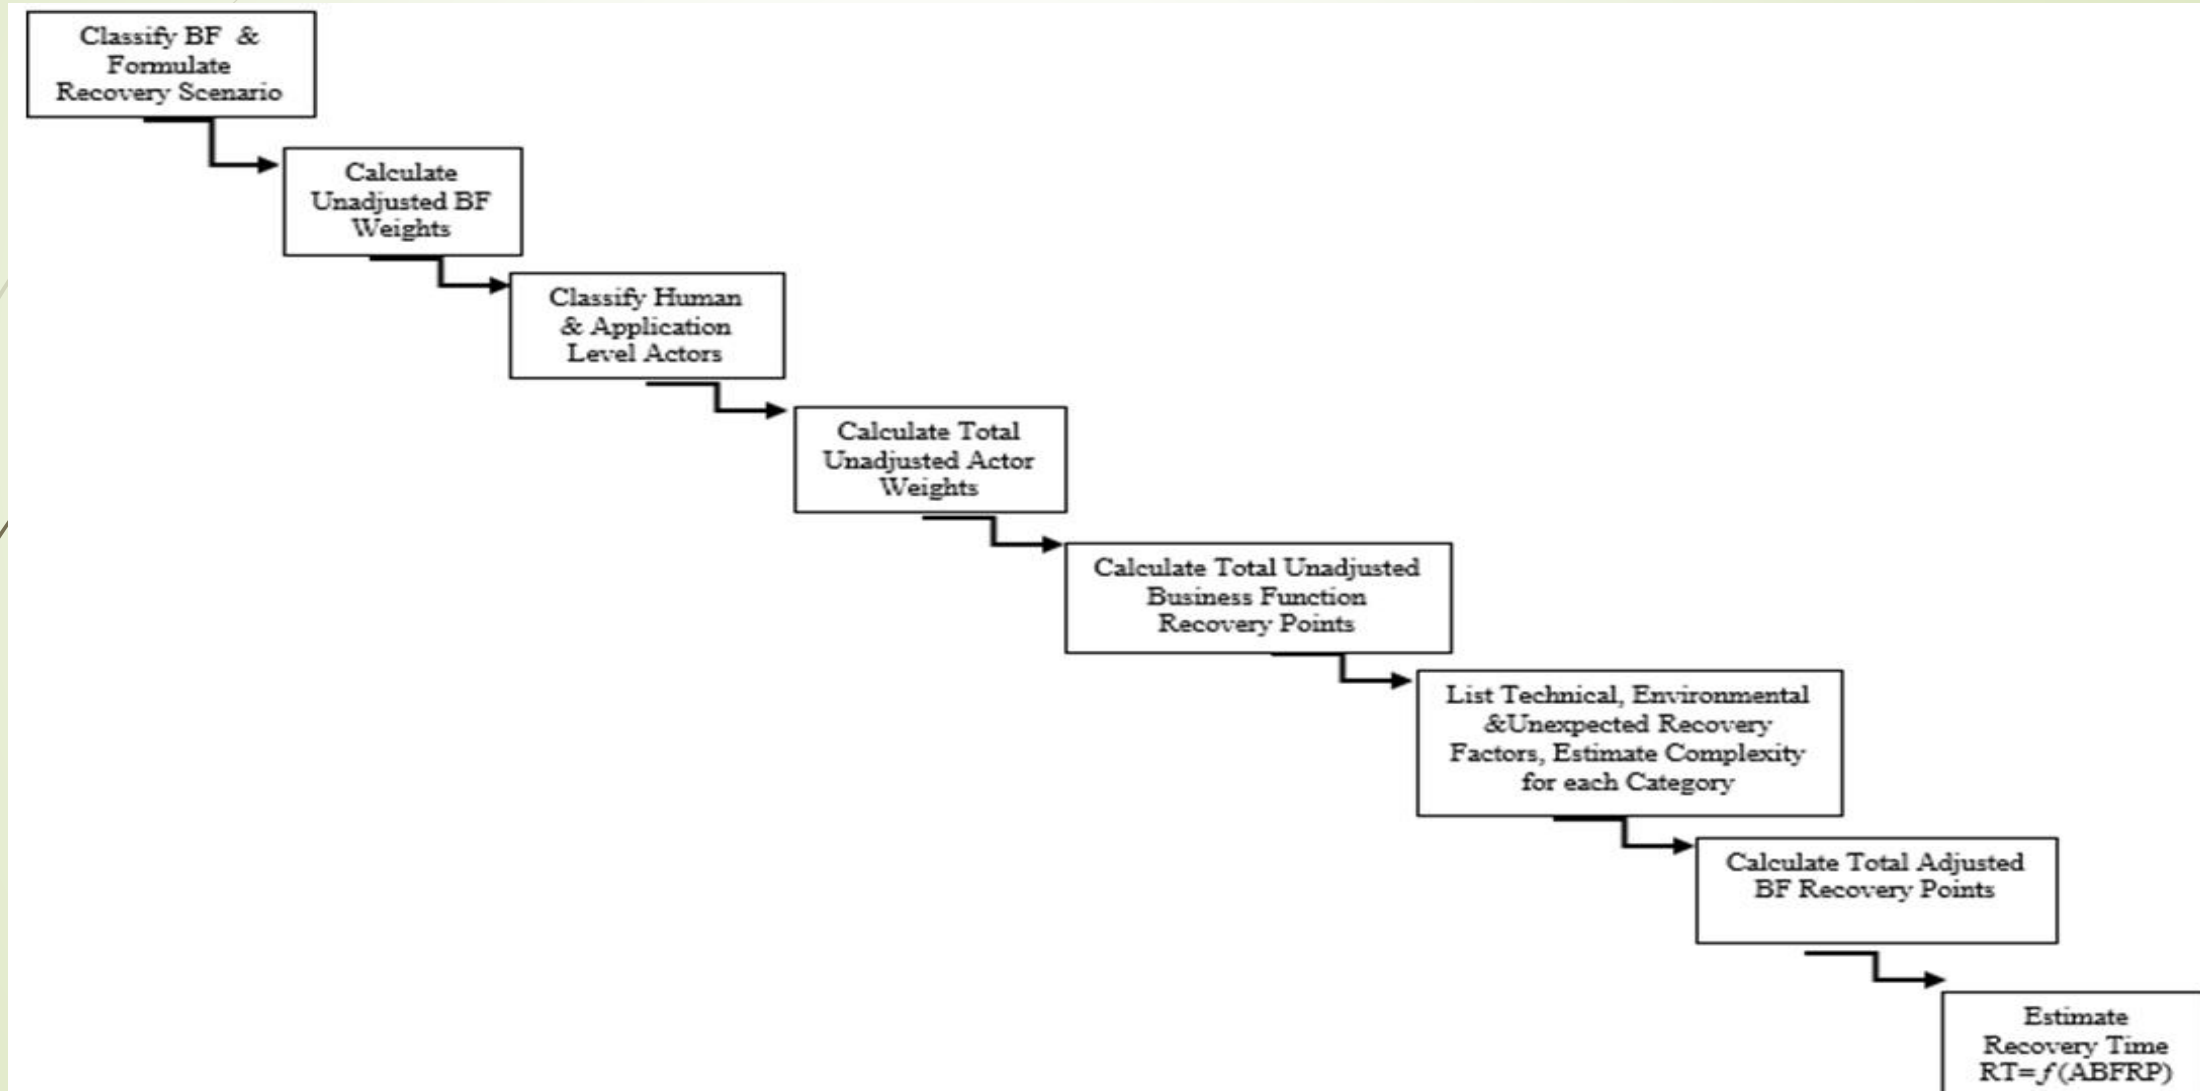 Classify BF &
Formulate
Recovery Scenario
Calculate
Unadjusted BF
Weights
Classify Human
& Application
Level Actors
Calculate Total
Unadjusted Actor
Weights
Calculate Total Unadjusted
Business Function
Recovery Points
List Technical, Environmental
&Unexpected Recovery
Factors, Estimate Complexity
for each Category
Calculate Total Adjusted
BF Recovery Points
Estimate
Recovery Time
RT=f(ABFRP)